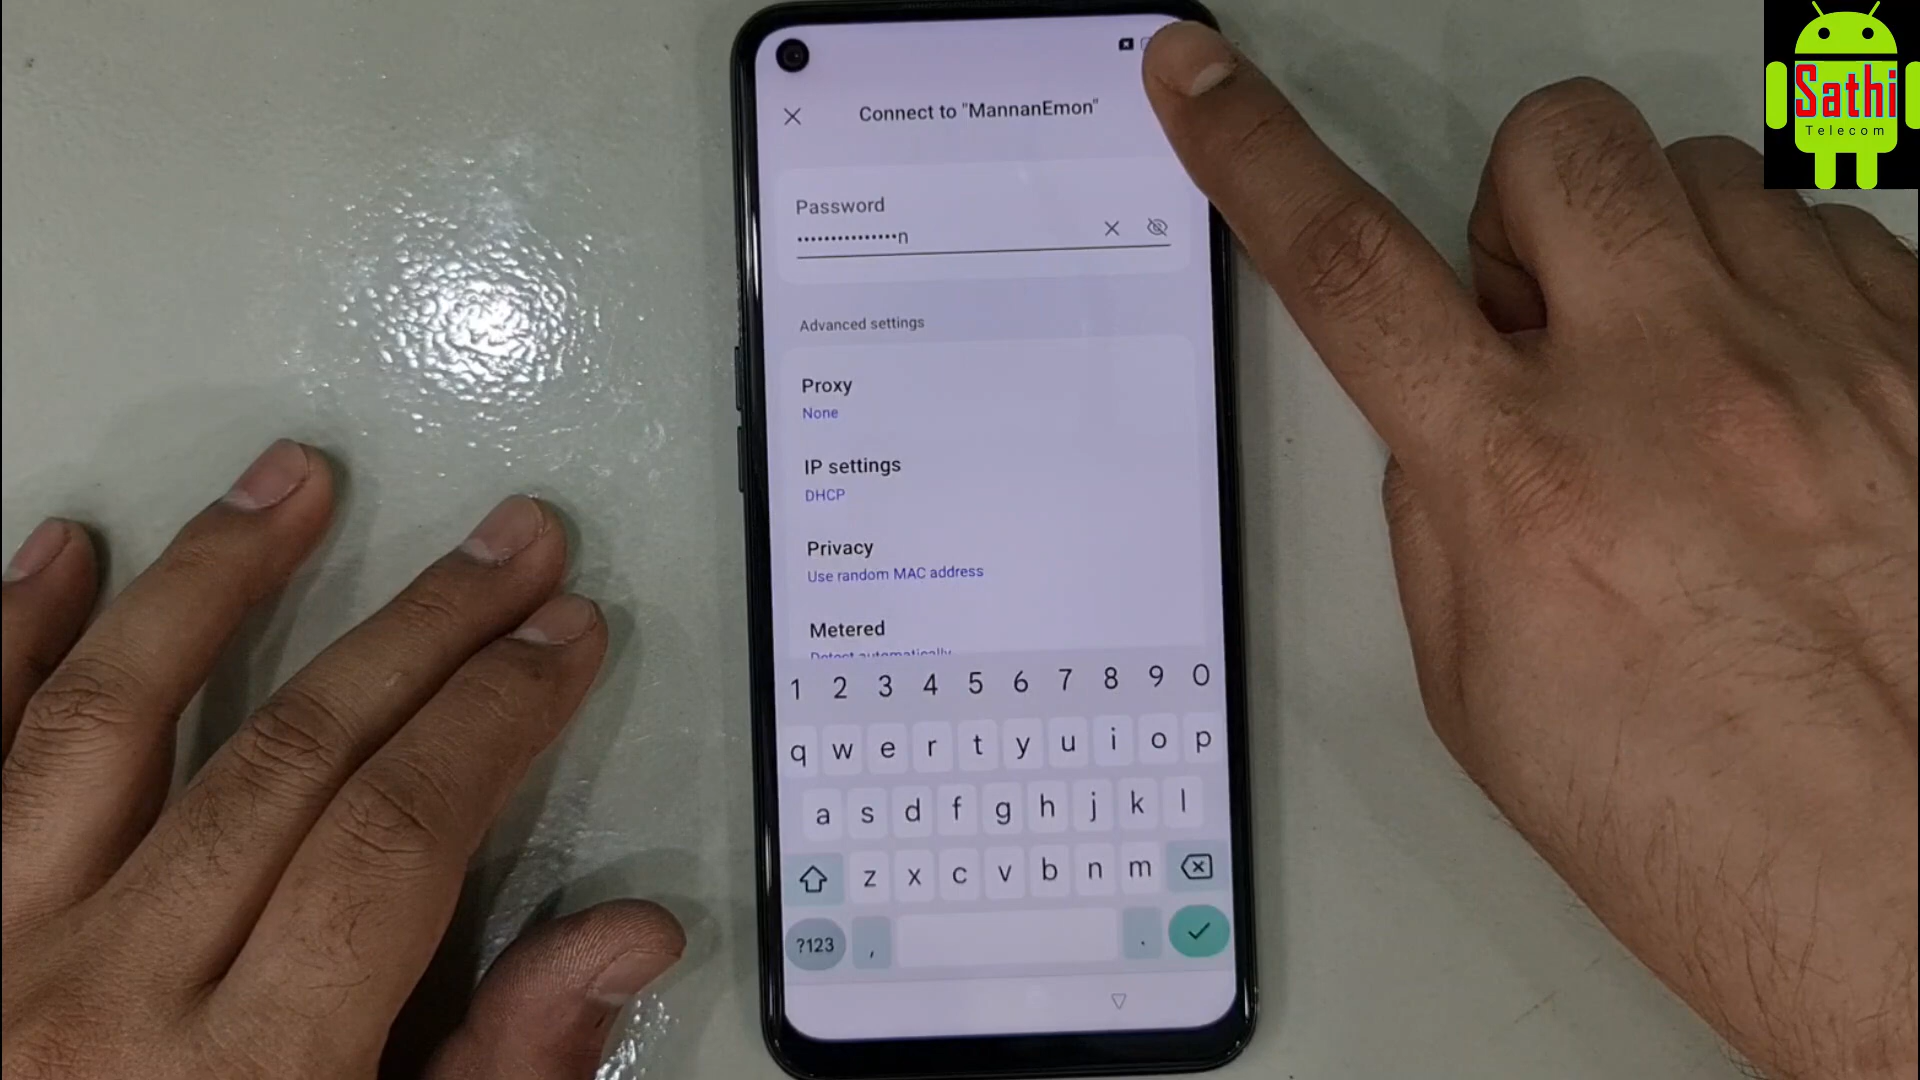 Sathi
Telecom
Connect to "MannanEmon"
Password
•••••••••••••••n
Advanced settings
Proxy
None
IP settings
DHCP
Privacy
Use random MAC address
Metered
Detect automatically
1 2 3 4 5 6 7 8 9 0
q w e r t y u i o p
a s d f g h j k l
z x c v b n m
?123 , .